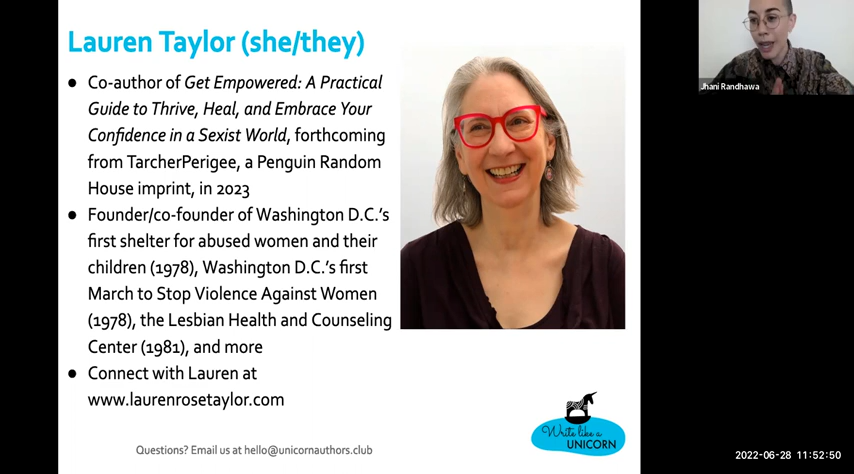 Lauren Taylor (she/they)
● Co-author of Get Empowered: A Practical
Guide to Thrive, Heal, and Embrace Your
Confidence in a Sexist World, forthcoming
from TarcherPerigee, a Penguin Random
House imprint, in 2023
● Founder/co-founder of Washington D.C.'s
first shelter for abused women and their
children (1978), Washington D.C.'s first
March to Stop Violence Against Women
(1978), the Lesbian Health and Counseling
Center (1981), and more
● Connect with Lauren at
www.laurenrosetaylor.com
Write like a
UNICORN
Questions? Email us at hello@unicornauthors.club
Jhani Randhawa
2022-06-28 11:52:50